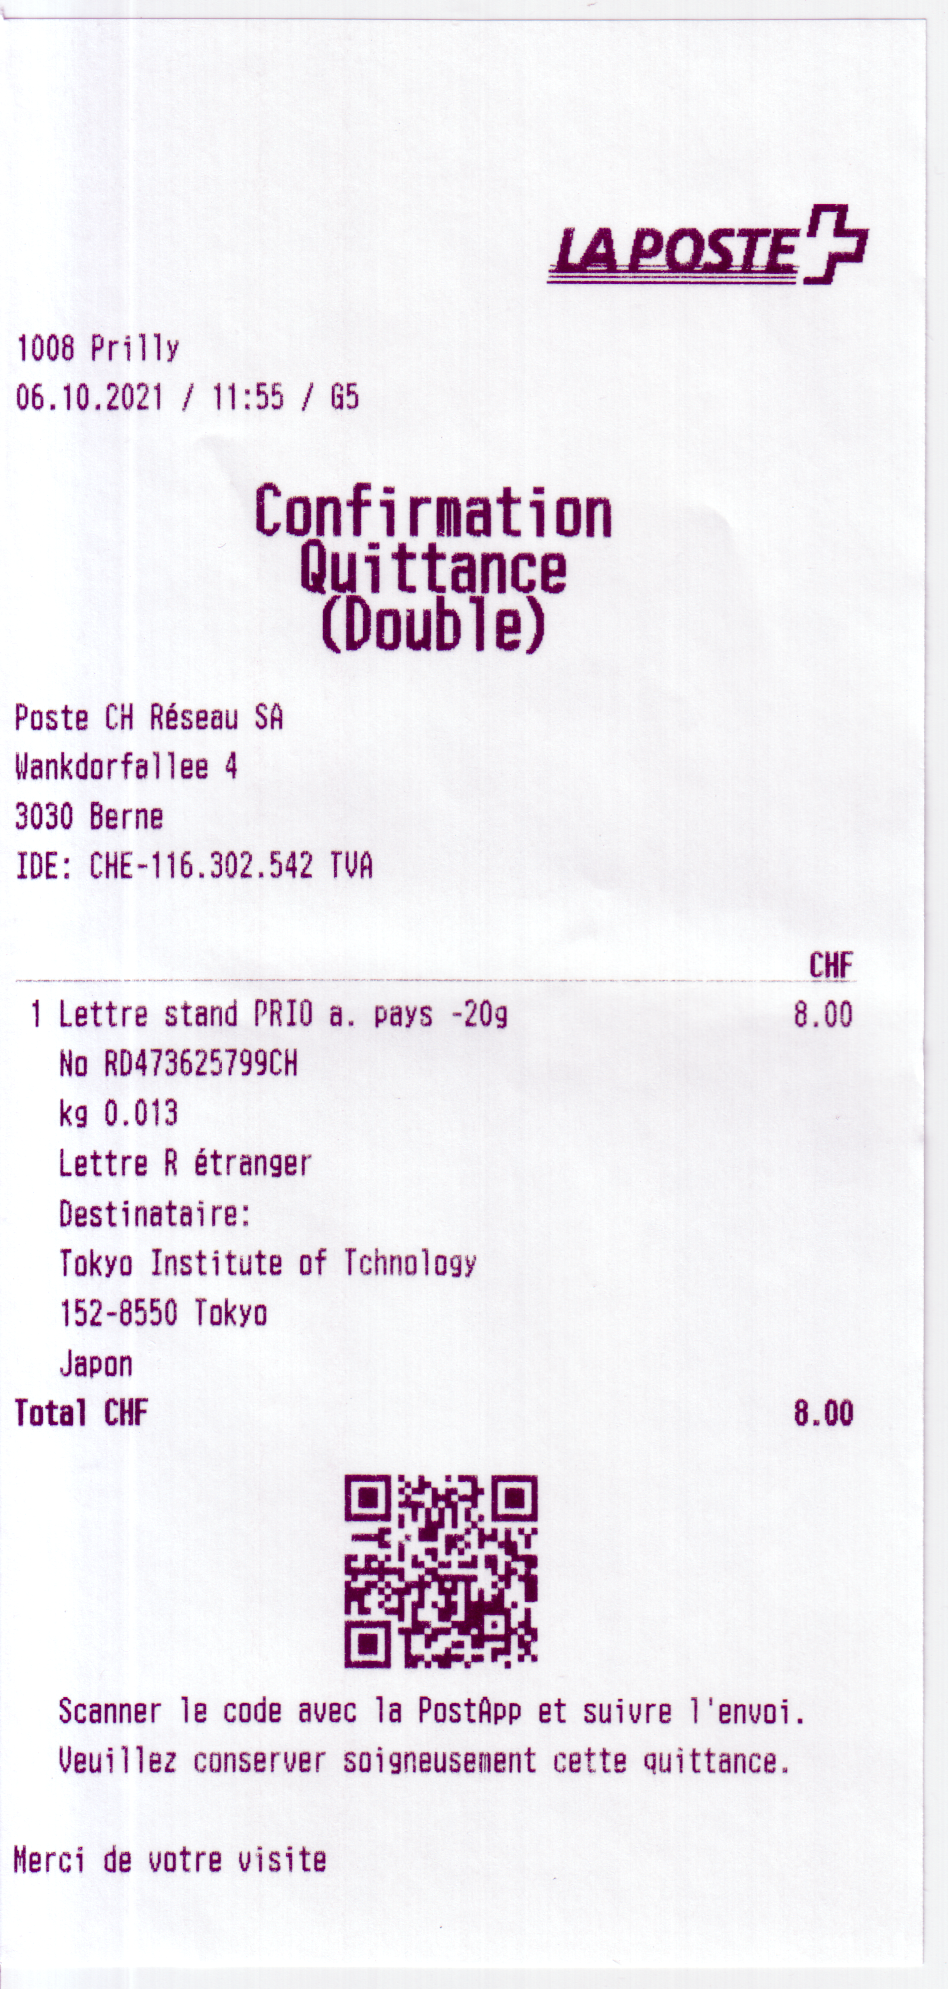 LA POSTE
1008 Prilly
06.10.2021 / 11:55 / G5
Confirmation
Quittance
(Double)
Poste CH Réseau SA
Wankdorfallee 4
3030 Berne
IDE: CHE-116.302.542 TVA
CHF
1 Lettre stand PRIO a. pays -20g 8.00
No RD473625799CH
kg 0.013
Lettre R étranger
Destinataire:
Tokyo Institute of Tchnology
152-8550 Tokyo
Japon
Total CHF 8.00
Scanner le code avec la PostApp et suivre l'envoi.
Veuillez conserver soigneusement cette quittance.
Merci de votre visite